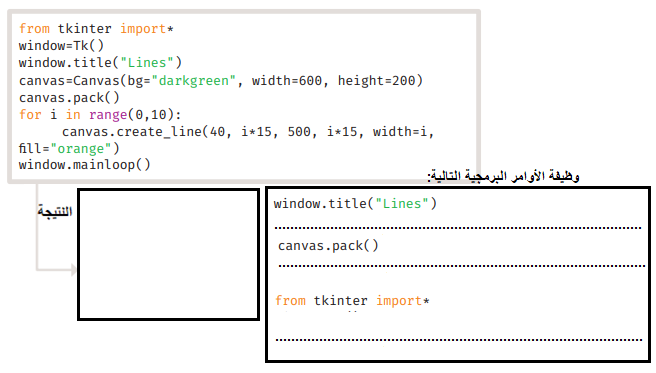 from tkinter import*
window=Tk()
window.title("Lines")
canvas=Canvas(bg="darkgreen", width=600, height=200)
canvas.pack()
for i in range(0,10):
canvas.create_line(40, i*15, 500, i*15, width=i,
fill="orange")
window.mainloop()
وظيفة الأوامر البرمجية التالية:
النتيجة
window.title("Lines")
canvas.pack()
from tkinter import*